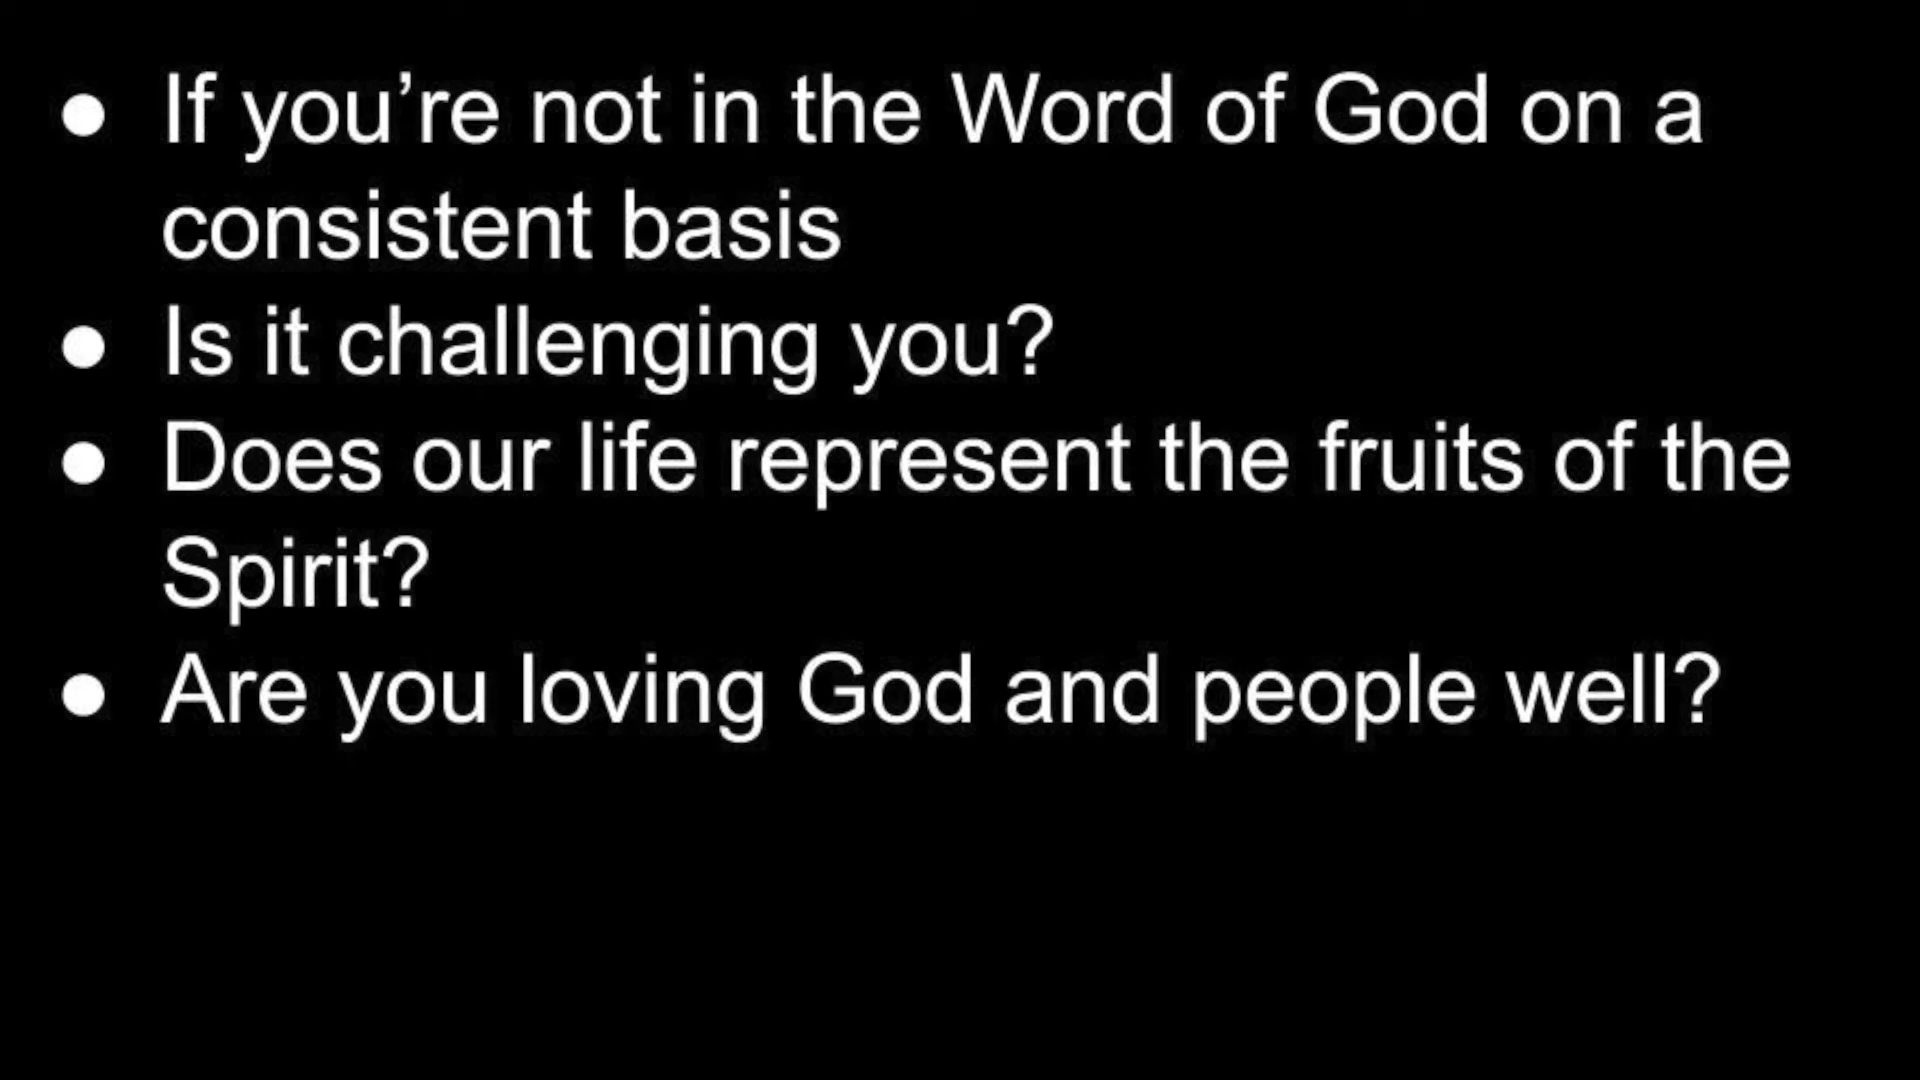 ● If you’re not in the Word of God on a
consistent basis
● Is it challenging you?
● Does our life represent the fruits of the
Spirit?
● Are you loving God and people well?